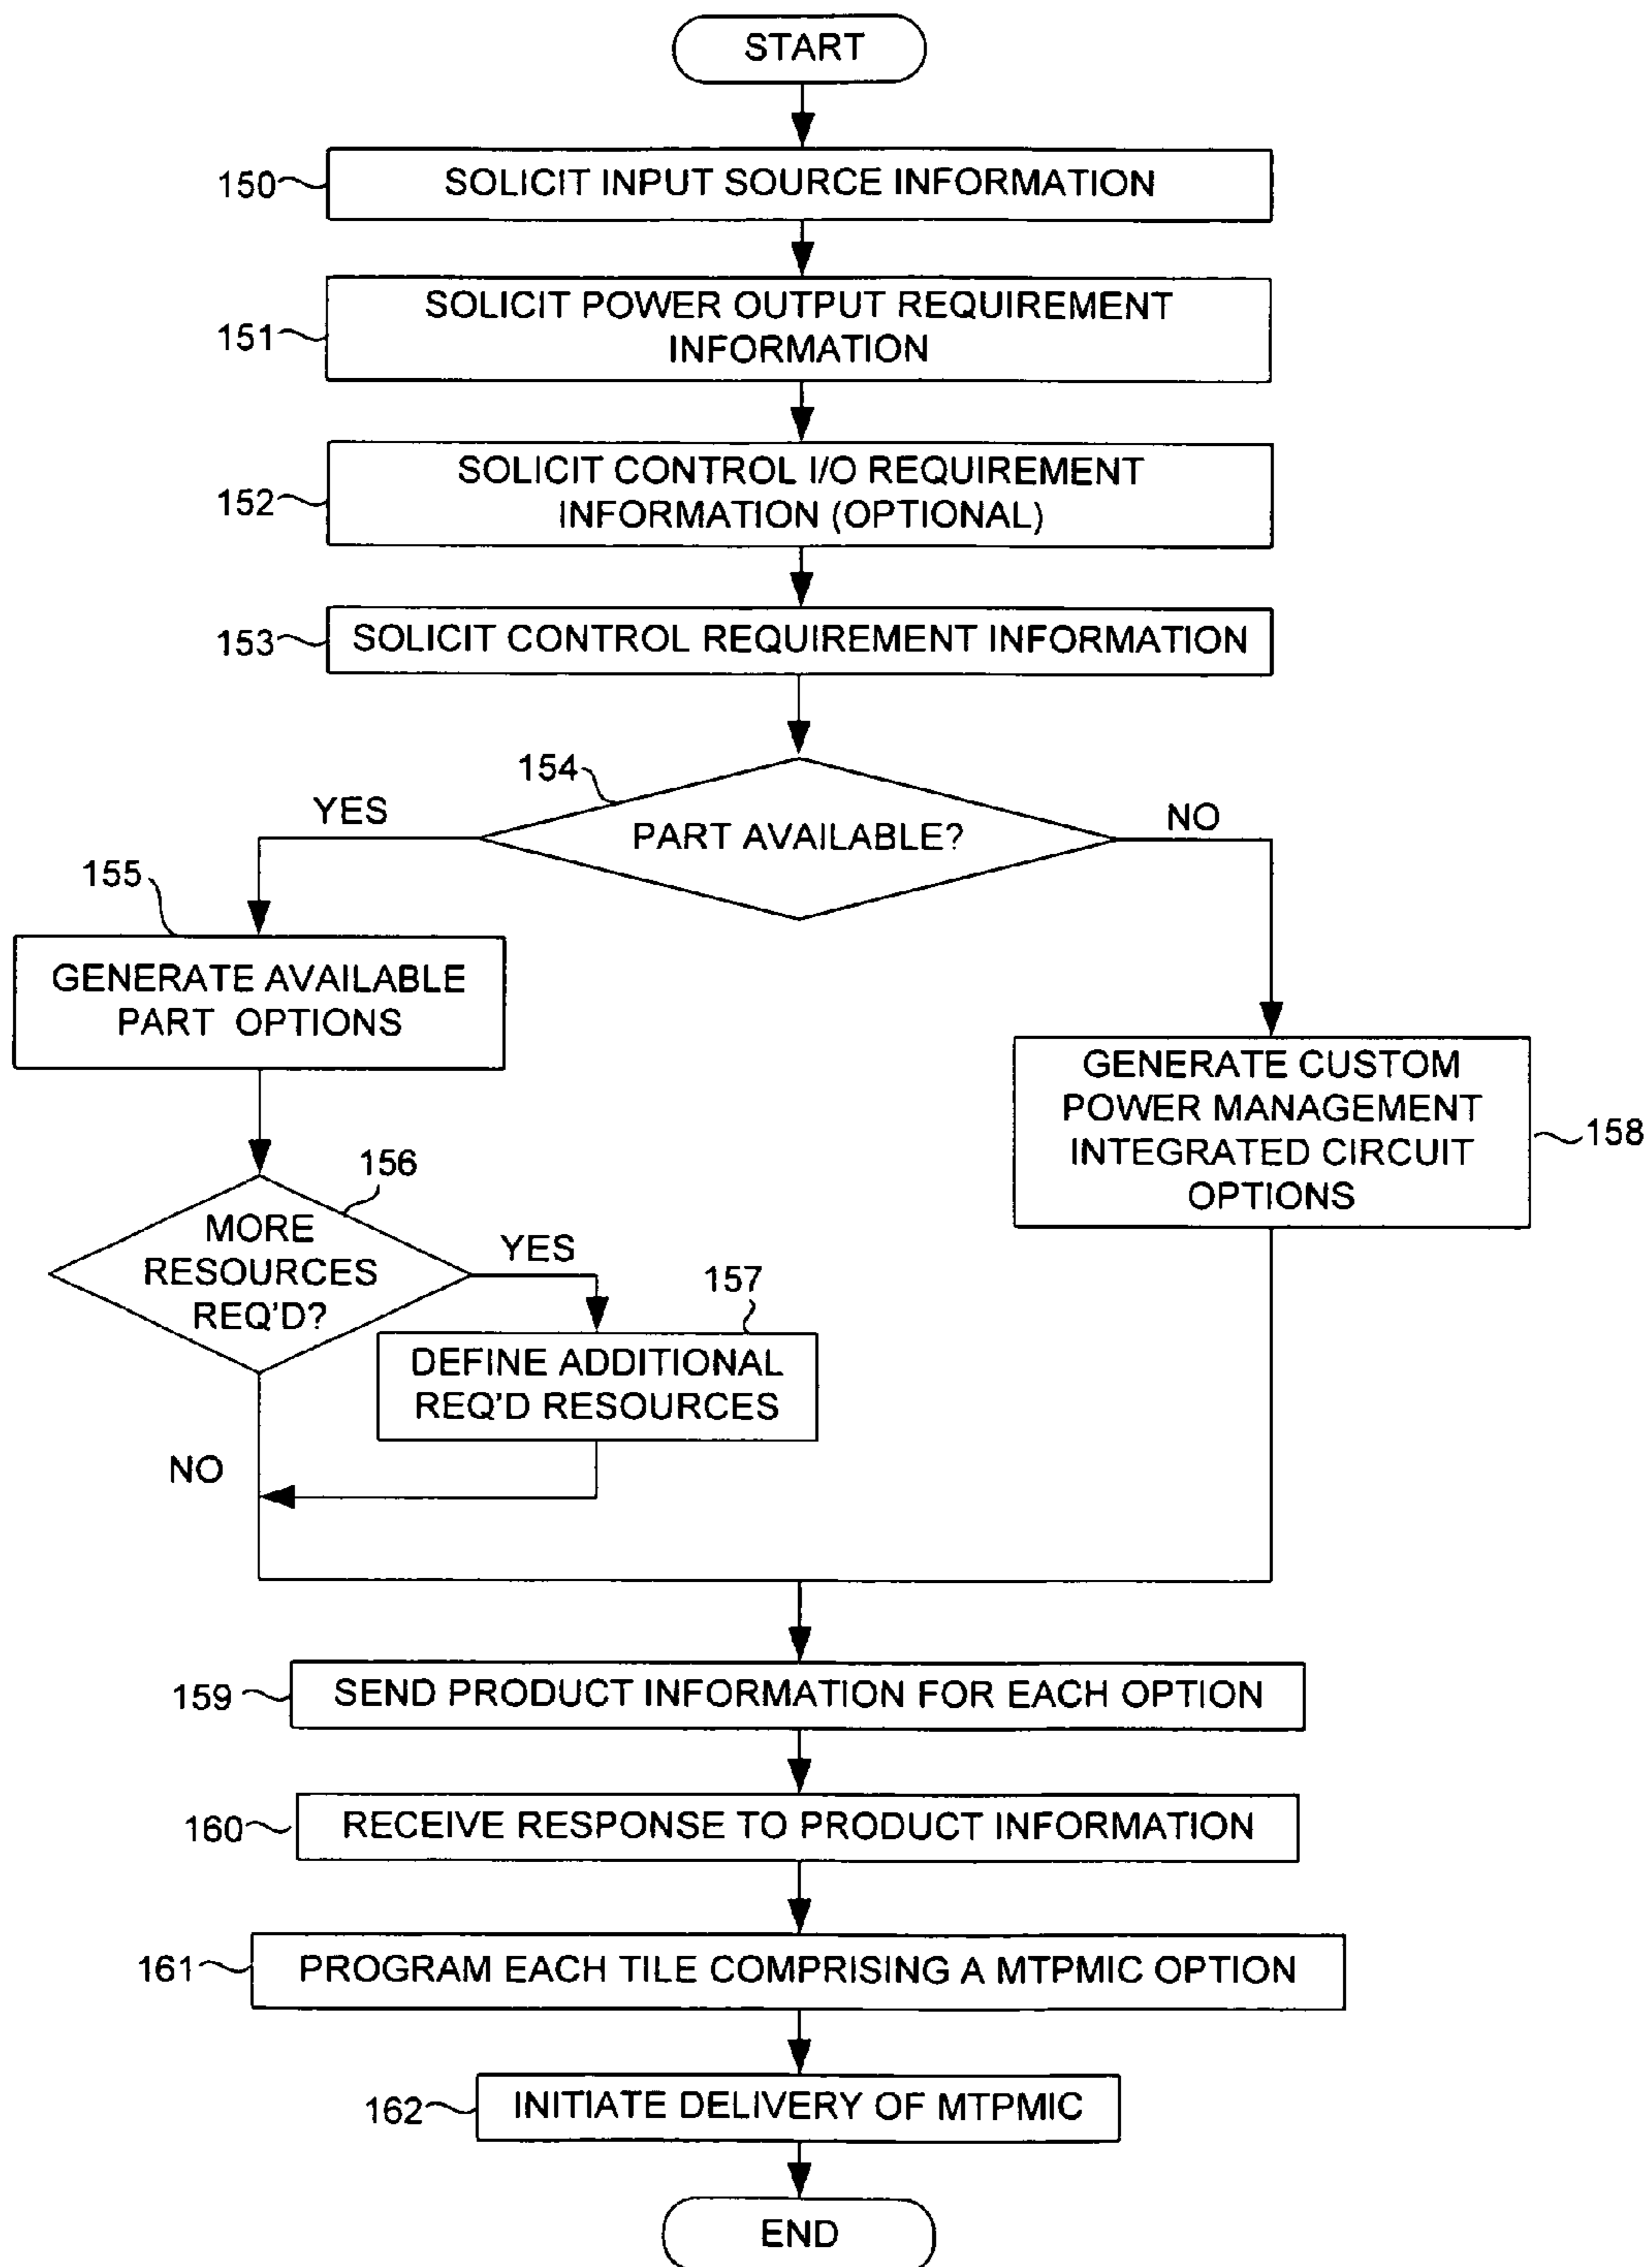 START
150
SOLICIT INPUT SOURCE INFORMATION
151
SOLICIT POWER OUTPUT REQUIREMENT
INFORMATION
152
SOLICIT CONTROL I/O REQUIREMENT
INFORMATION (OPTIONAL)
153
SOLICIT CONTROL REQUIREMENT INFORMATION
154
YES
PART AVAILABLE?
NO
155
GENERATE AVAILABLE
PART OPTIONS
GENERATE CUSTOM
POWER MANAGEMENT
INTEGRATED CIRCUIT
OPTIONS
158
156
MORE
RESOURCES
REQ'D?
YES
157
DEFINE ADDITIONAL
REQ'D RESOURCES
NO
159
SEND PRODUCT INFORMATION FOR EACH OPTION
160
RECEIVE RESPONSE TO PRODUCT INFORMATION
161
PROGRAM EACH TILE COMPRISING A MTPMIC OPTION
162
INITIATE DELIVERY OF MTPMIC
END